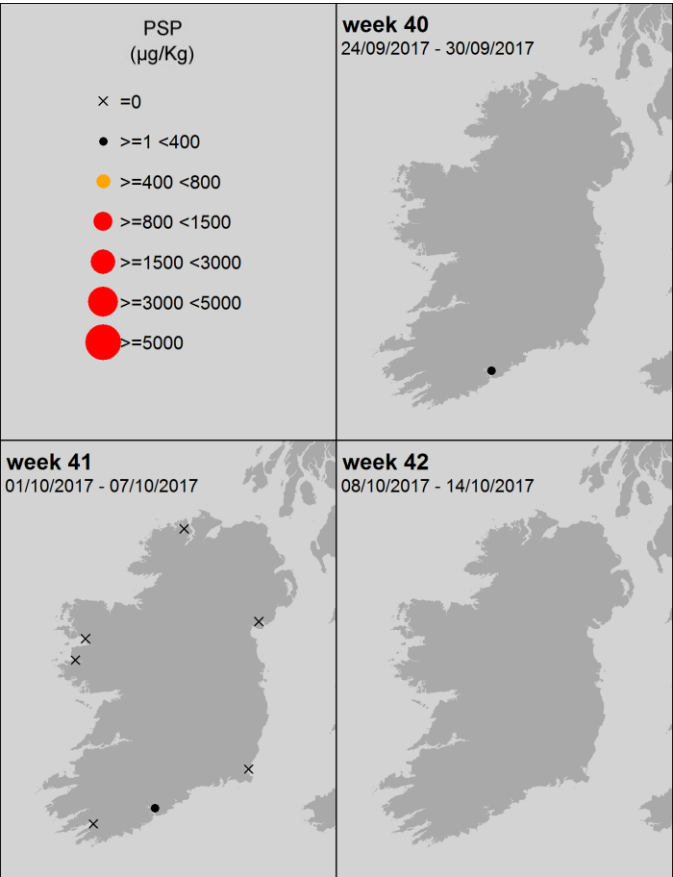 PSP
(µg/Kg)
=0
>=1 <400
>=400 <800
>=800 <1500
>=1500 <3000
>=3000 <5000
>=5000
week 40
24/09/2017 - 30/09/2017
week 41
01/10/2017 - 07/10/2017
week 42
08/10/2017 - 14/10/2017